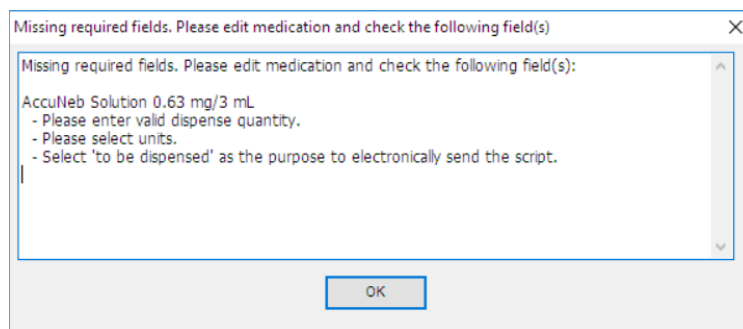 Missing required fields. Please edit medication and check the following field(s)
Missing required fields. Please edit medication and check the following field(s):
AccuNeb Solution 0.63 mg/3 mL
- Please enter valid dispense quantity.
- Please select units.
- Select 'to be dispensed' as the purpose to electronically send the script.
OK